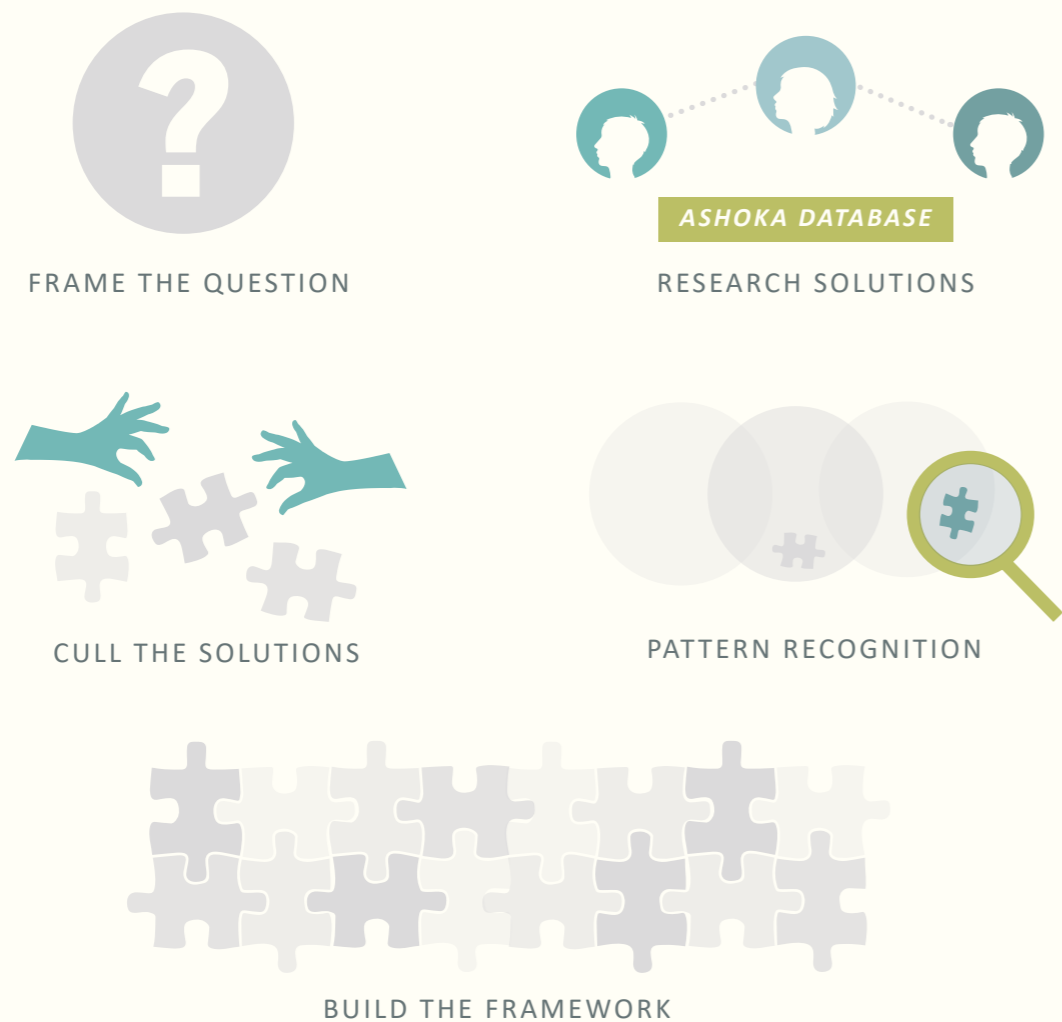 ?
FRAME THE QUESTION
ASHOKA DATABASE
RESEARCH SOLUTIONS
CULL THE SOLUTIONS
PATTERN RECOGNITION
BUILD THE FRAMEWORK